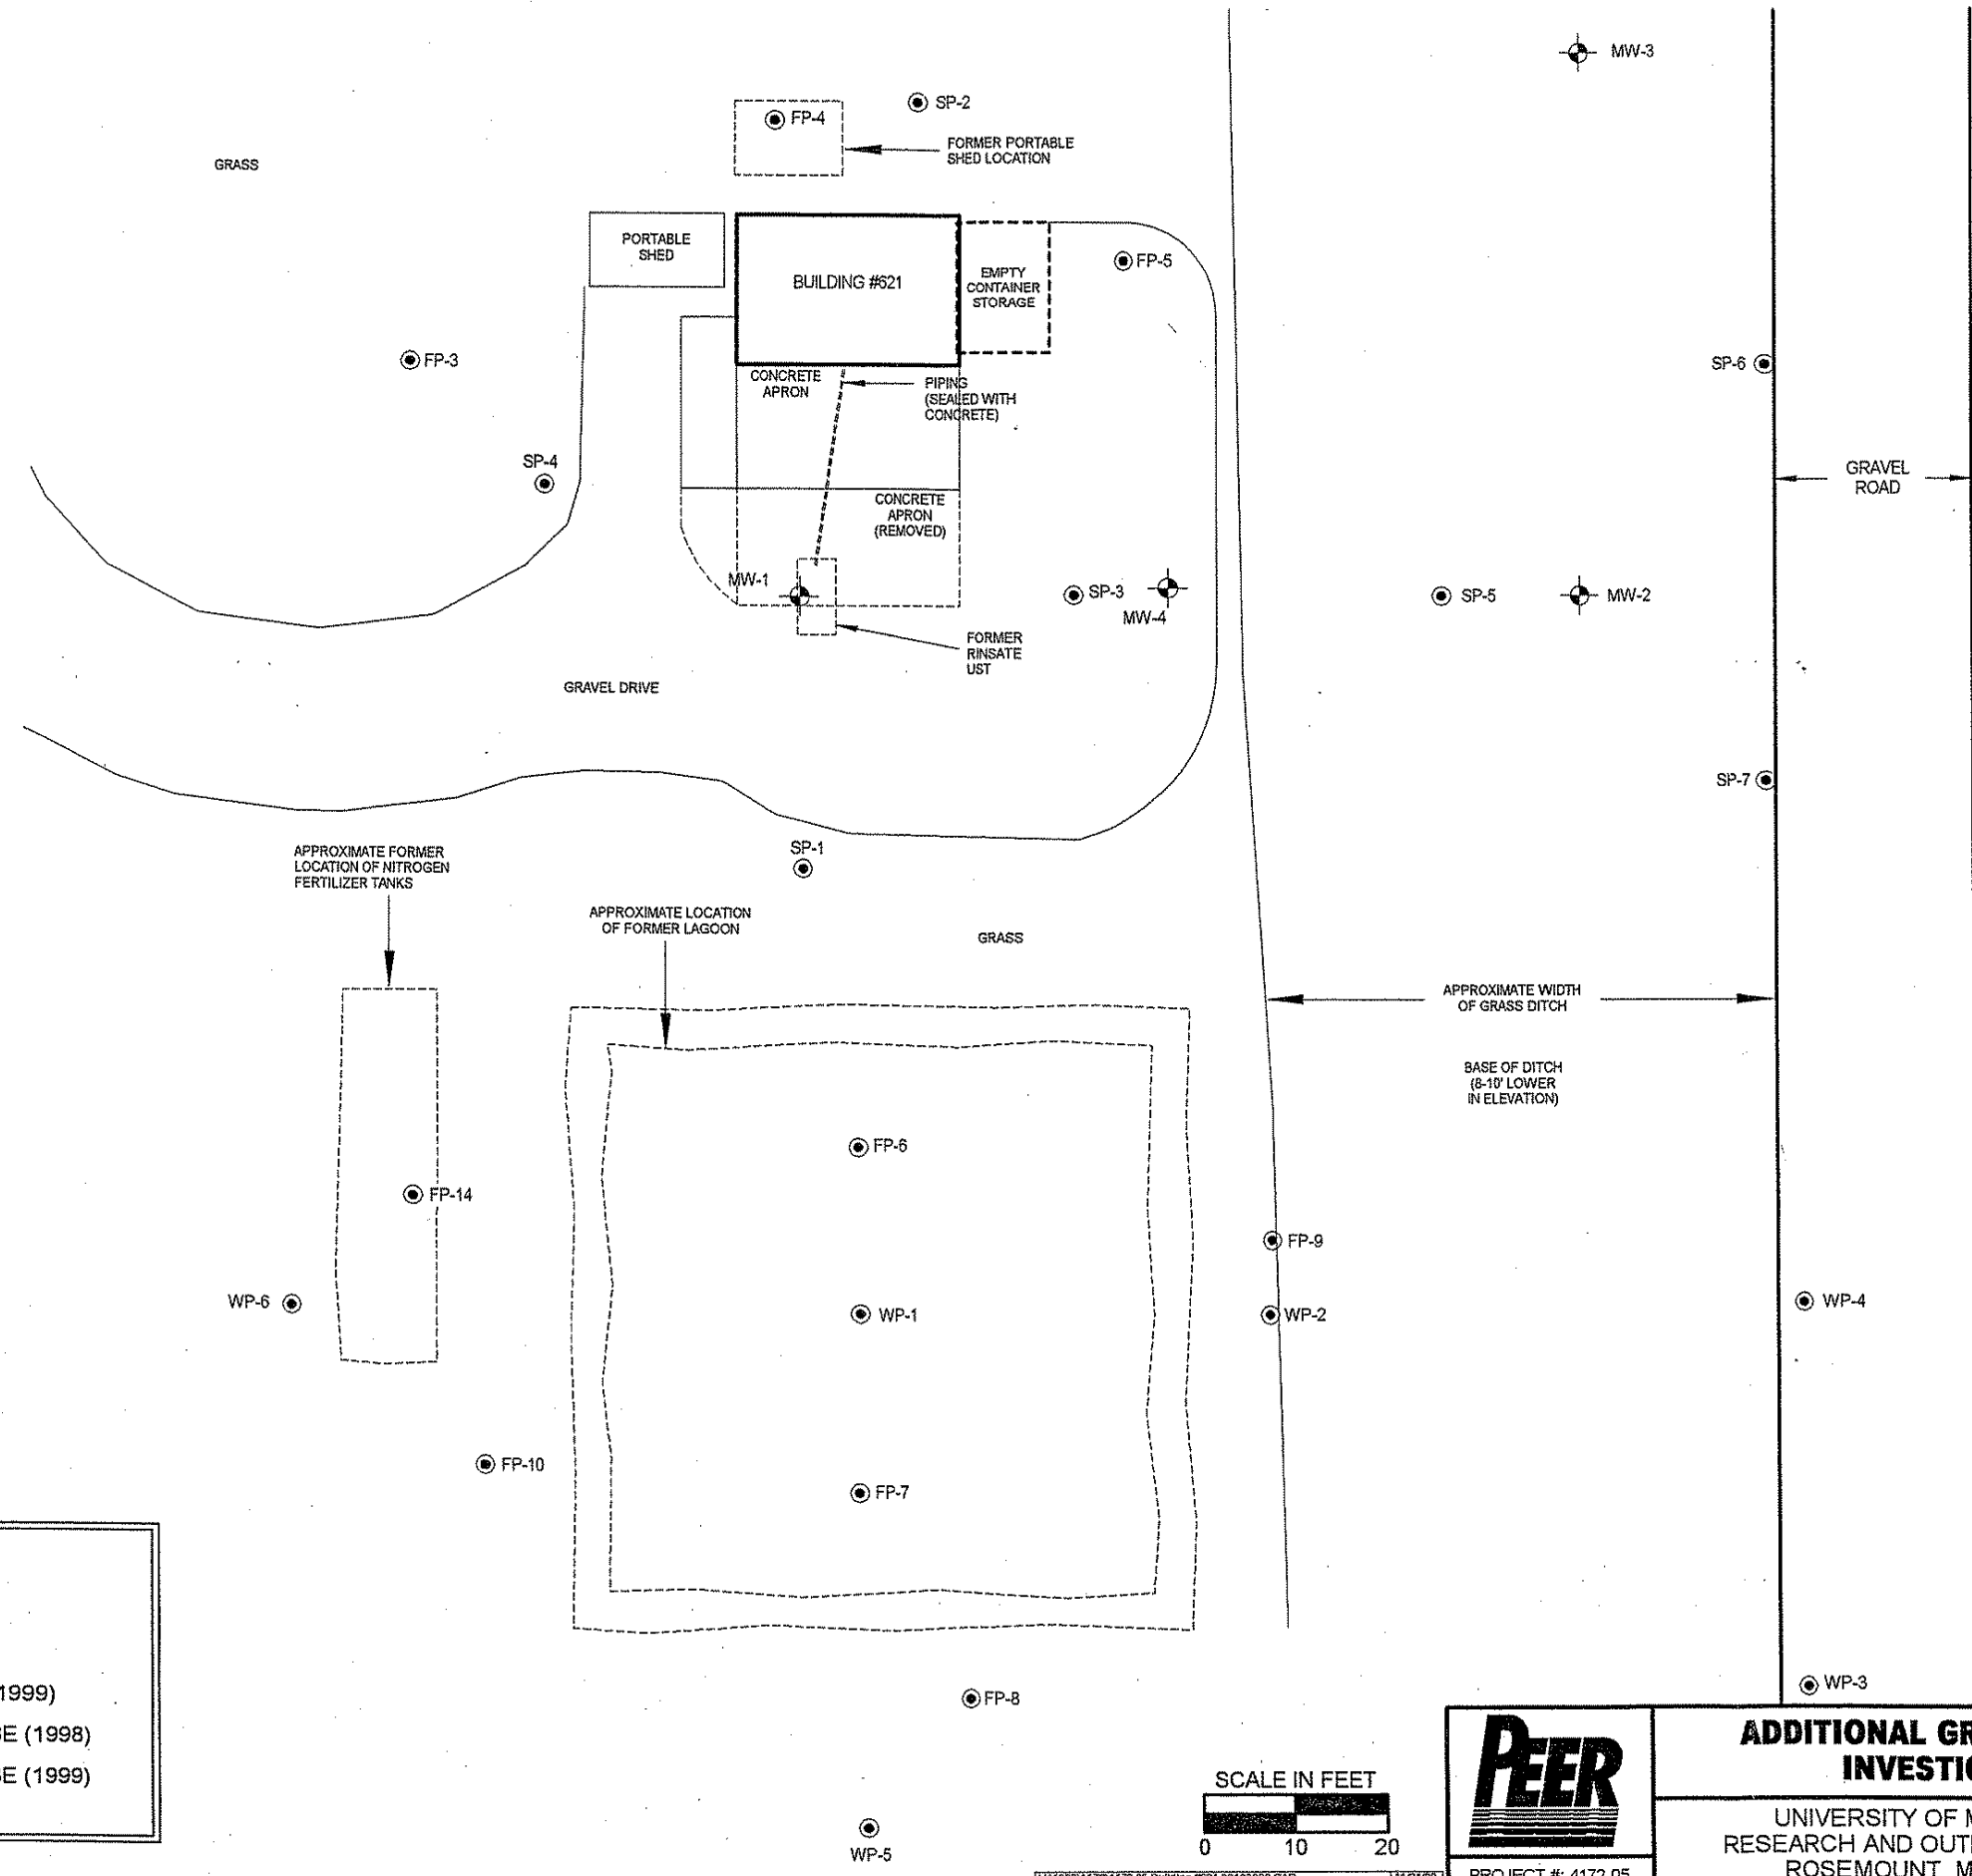 MW-3
SP-2
FP-4
FORMER PORTABLE
SHED LOCATION
GRASS
PORTABLE
SHED
BUILDING #621
EMPTY
CONTAINER
STORAGE
FP-5
FP-3
SP-6
CONCRETE
APRON
PIPING
(SEALED WITH
CONCRETE)
SP-4
GRAVEL
ROAD
CONCRETE
APRON
(REMOVED)
MW-1
SP-3
MW-4
SP-5
MW-2
FORMER
RINSATE
UST
GRAVEL DRIVE
SP-7
SP-1
APPROXIMATE FORMER
LOCATION OF NITROGEN
FERTILIZER TANKS
APPROXIMATE LOCATION
OF FORMER LAGOON
GRASS
APPROXIMATE WIDTH
OF GRASS DITCH
BASE OF DITCH
(8-10' LOWER
IN ELEVATION)
FP-6
FP-14
FP-9
WP-6
WP-1
WP-2
WP-4
FP-10
FP-7
WP-3
FP-8
1999)
BE (1998)
BE (1999)
WP-5
SCALE IN FEET
0 10 20
PEER
ADDITIONAL GR
INVESTI
UNIVERSITY OF M
RESEARCH AND OUT
ROSEMOUNT, M
PROJECT #: 4172.05